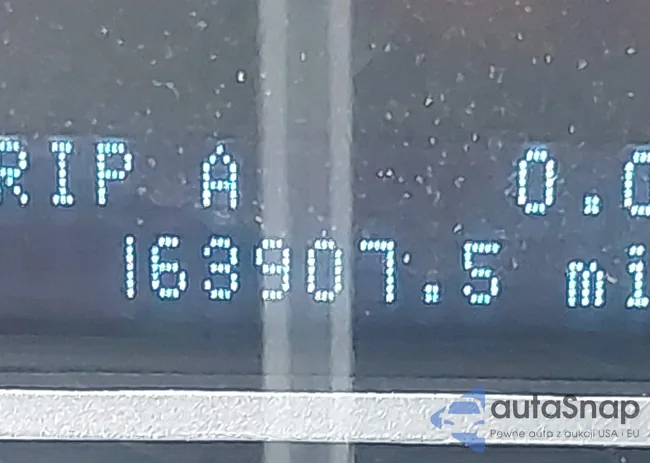 RIP A 0.0
163907.5 mi
autaSnap
Pewne auta z aukcji USA i EU